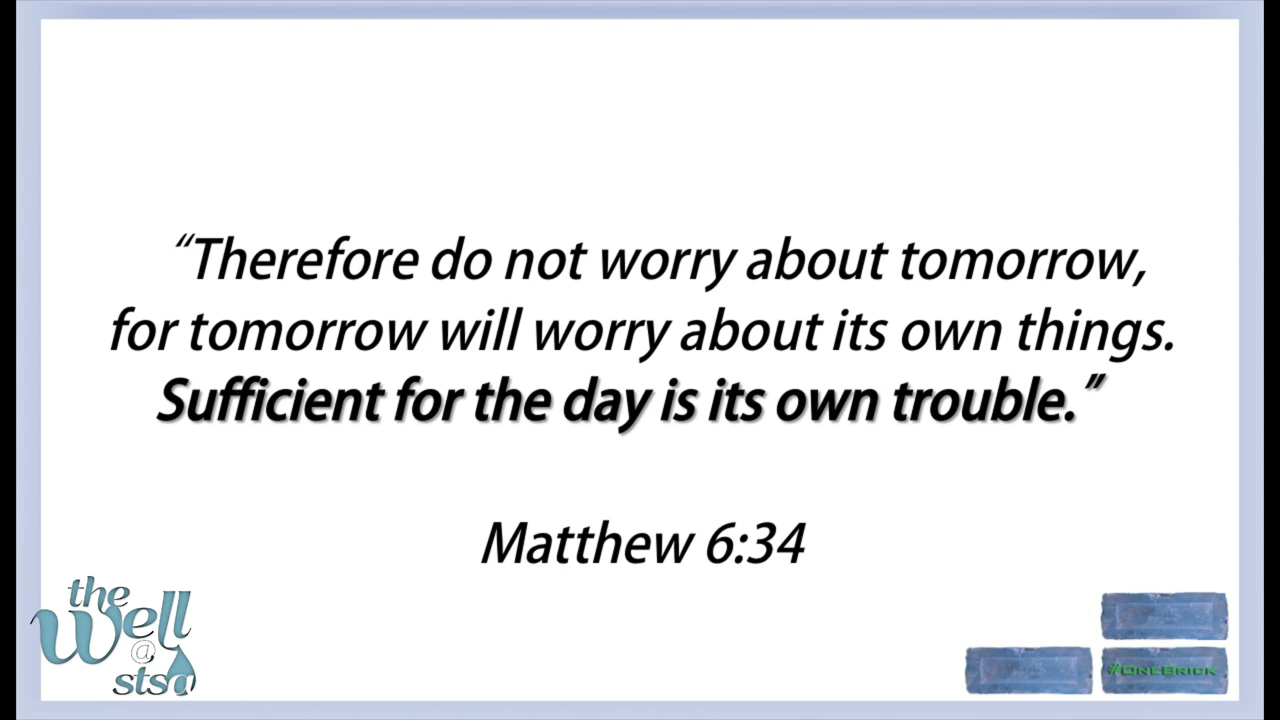 “Therefore do not worry about tomorrow,
for tomorrow will worry about its own things.
Sufficient for the day is its own trouble.”
Matthew 6:34
the
well
@
stsa
#OneBrick